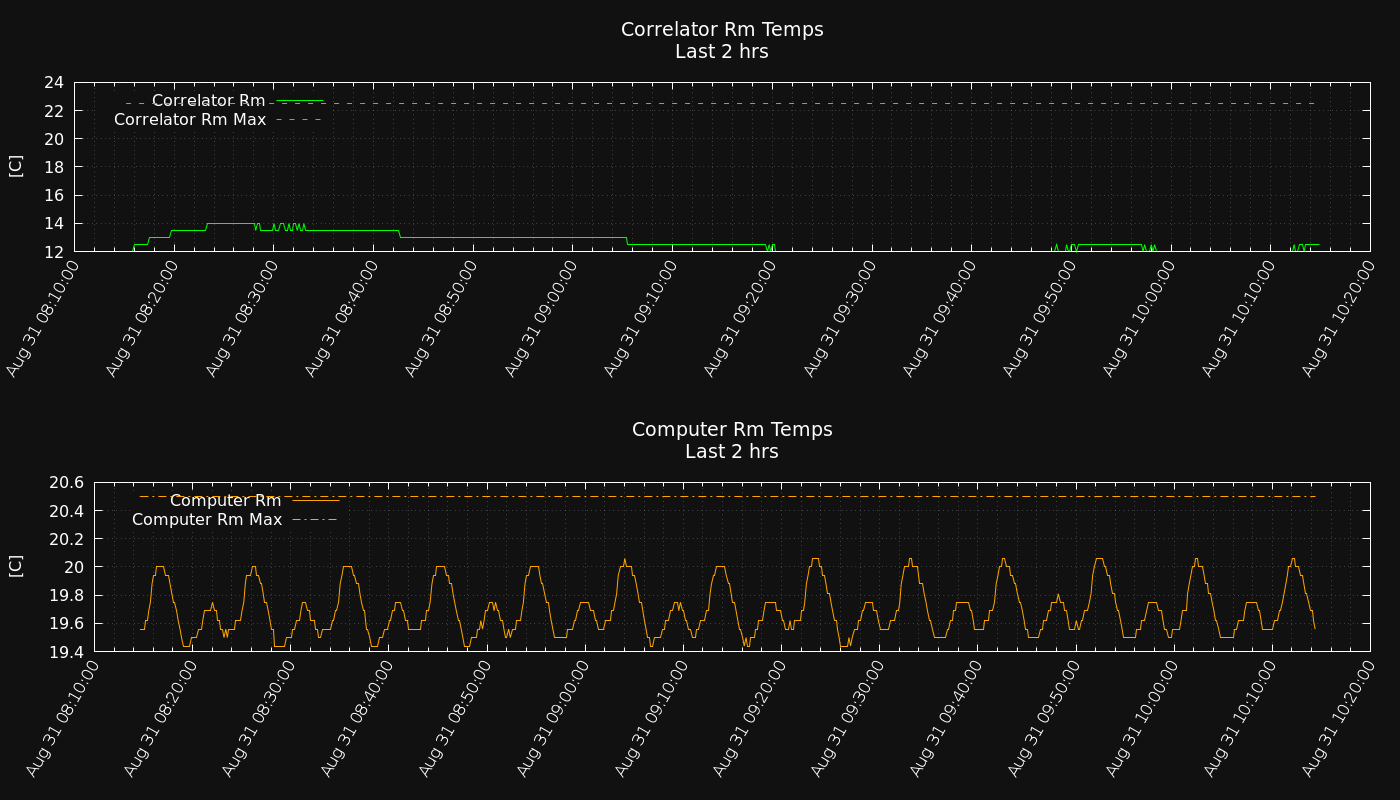 Correlator Rm Temps
Last 2 hrs
24
22
20
18
16
14
12
[C]
Correlator Rm
Correlator Rm Max
Aug 31 08:10:00
Aug 31 08:20:00
Aug 31 08:30:00
Aug 31 08:40:00
Aug 31 08:50:00
Aug 31 09:00:00
Aug 31 09:10:00
Aug 31 09:20:00
Aug 31 09:30:00
Aug 31 09:40:00
Aug 31 09:50:00
Aug 31 10:00:00
Aug 31 10:10:00
Aug 31 10:20:00
Computer Rm Temps
Last 2 hrs
20.6
20.4
20.2
20
19.8
19.6
19.4
[C]
Computer Rm
Computer Rm Max
Aug 31 08:10:00
Aug 31 08:20:00
Aug 31 08:30:00
Aug 31 08:40:00
Aug 31 08:50:00
Aug 31 09:00:00
Aug 31 09:10:00
Aug 31 09:20:00
Aug 31 09:30:00
Aug 31 09:40:00
Aug 31 09:50:00
Aug 31 10:00:00
Aug 31 10:10:00
Aug 31 10:20:00